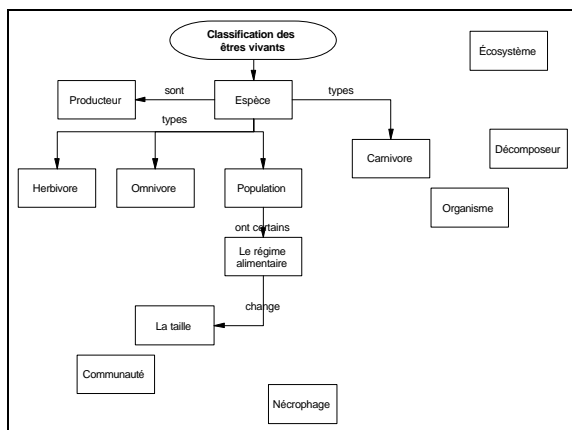 Classification des
êtres vivants
Écosystème
Producteur
sont
Espèce
types
types
Décomposeur
Carnivore
Herbivore
Omnivore
Population
Organisme
ont certains
Le régime
alimentaire
change
La taille
Communauté
Nécrophage